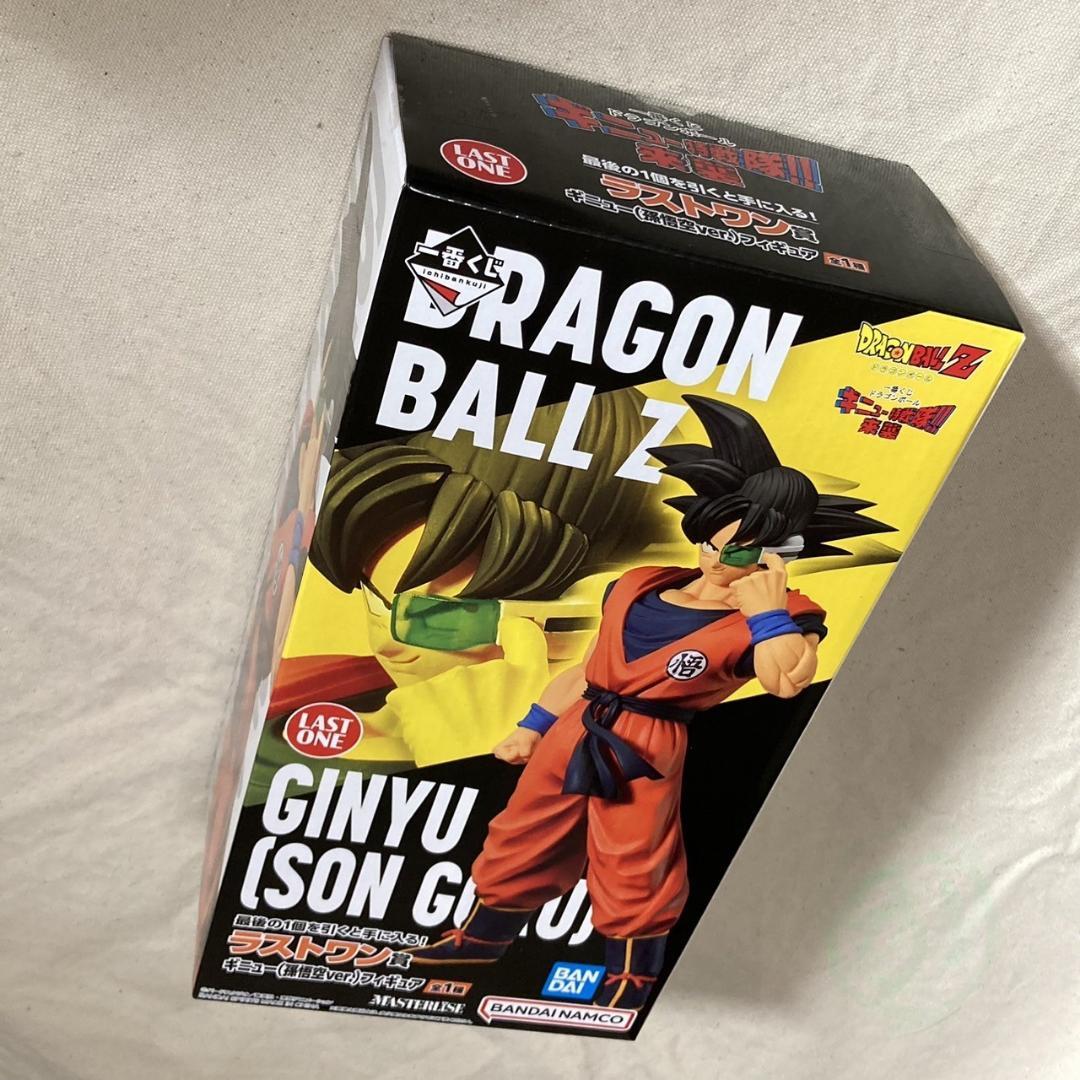 一番くじ
ドラゴンボール
ギニュー特戦隊!!!
来襲
LAST
ONE
最後の1個を引くと手に入る!
ラストワン賞
ギニュー(孫悟空ver.)フィギュア 全1種
一番くじ
ichibankuji
DRAGON
BALL Z
DRAGONBALL Z
ドラゴンボール
一番くじ
ドラゴンボール
ギニュー特戦隊!!!
来襲
悟
LAST
ONE
GINYU
(SON G
最後の1個を引くと手に入る!
ラストワン賞
ギニュー(孫悟空ver.)フィギュア 全1種
MASTERLISE
BAN
DAI
BANDAI NAMCO